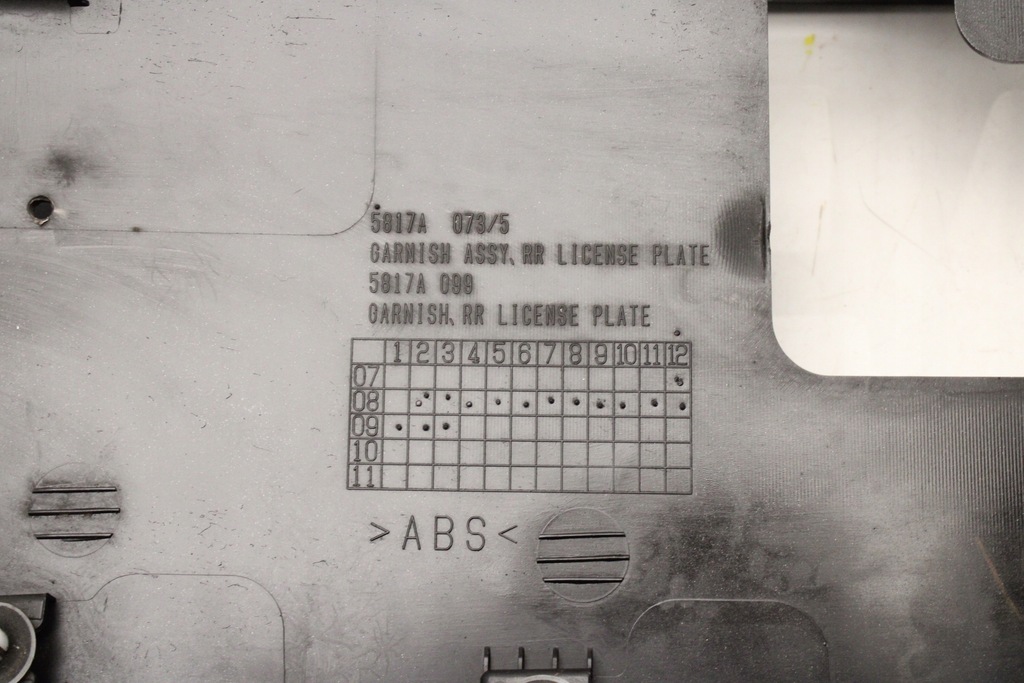 5817A 073/5
GARNISH ASSY, RR LICENSE PLATE
5817A 099
GARNISH, RR LICENSE PLATE
1 2 3 4 5 6 7 8 9 10 11 12
07
08
09
10
11
>ABS<